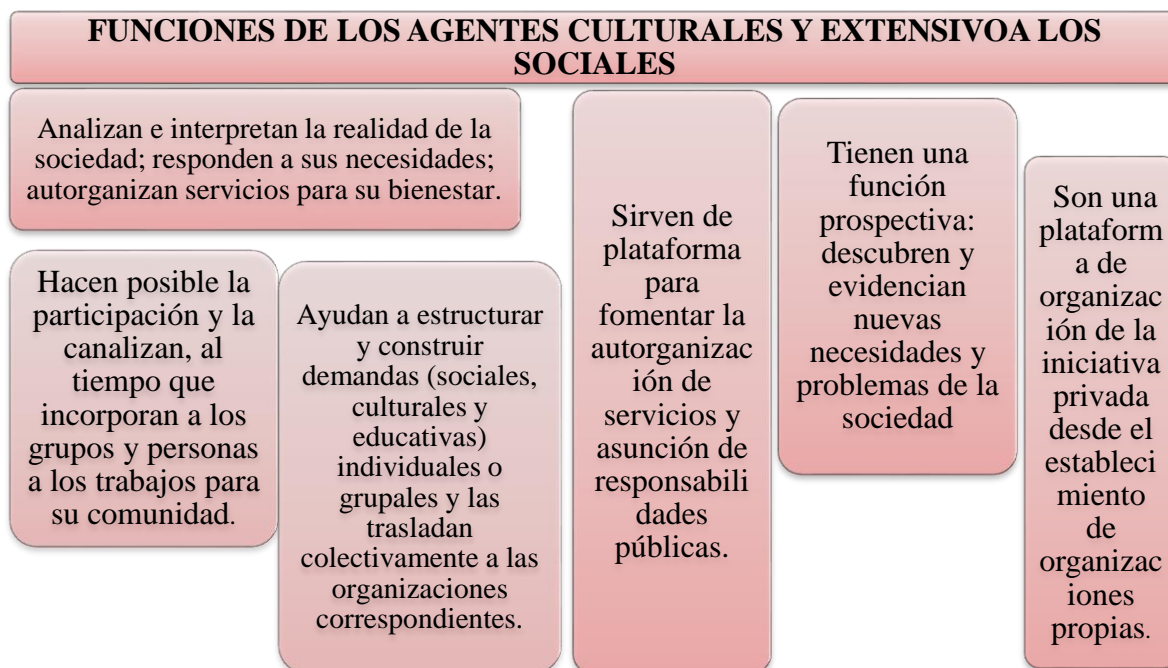 FUNCIONES DE LOS AGENTES CULTURALES Y EXTENSIVOA LOS
SOCIALES
Analizan e interpretan la realidad de la
sociedad; responden a sus necesidades;
autorganizan servicios para su bienestar.
Hacen posible la
participación y la
canalizan, al
tiempo que
incorporan a los
grupos y personas
a los trabajos para
su comunidad.
Ayudan a estructurar
y construir
demandas (sociales,
culturales y
educativas)
individuales o
grupales y las
trasladan
colectivamente a las
organizaciones
correspondientes.
Sirven de
plataforma
para
fomentar la
autorganizac
ión de
servicios y
asunción de
responsabili
dades
públicas.
Tienen una
función
prospectiva:
descubren y
evidencian
nuevas
necesidades y
problemas de la
sociedad
Son una
plataform
a de
organizac
ión de la
iniciativa
privada
desde el
estableci
miento
de
organizac
iones
propias.